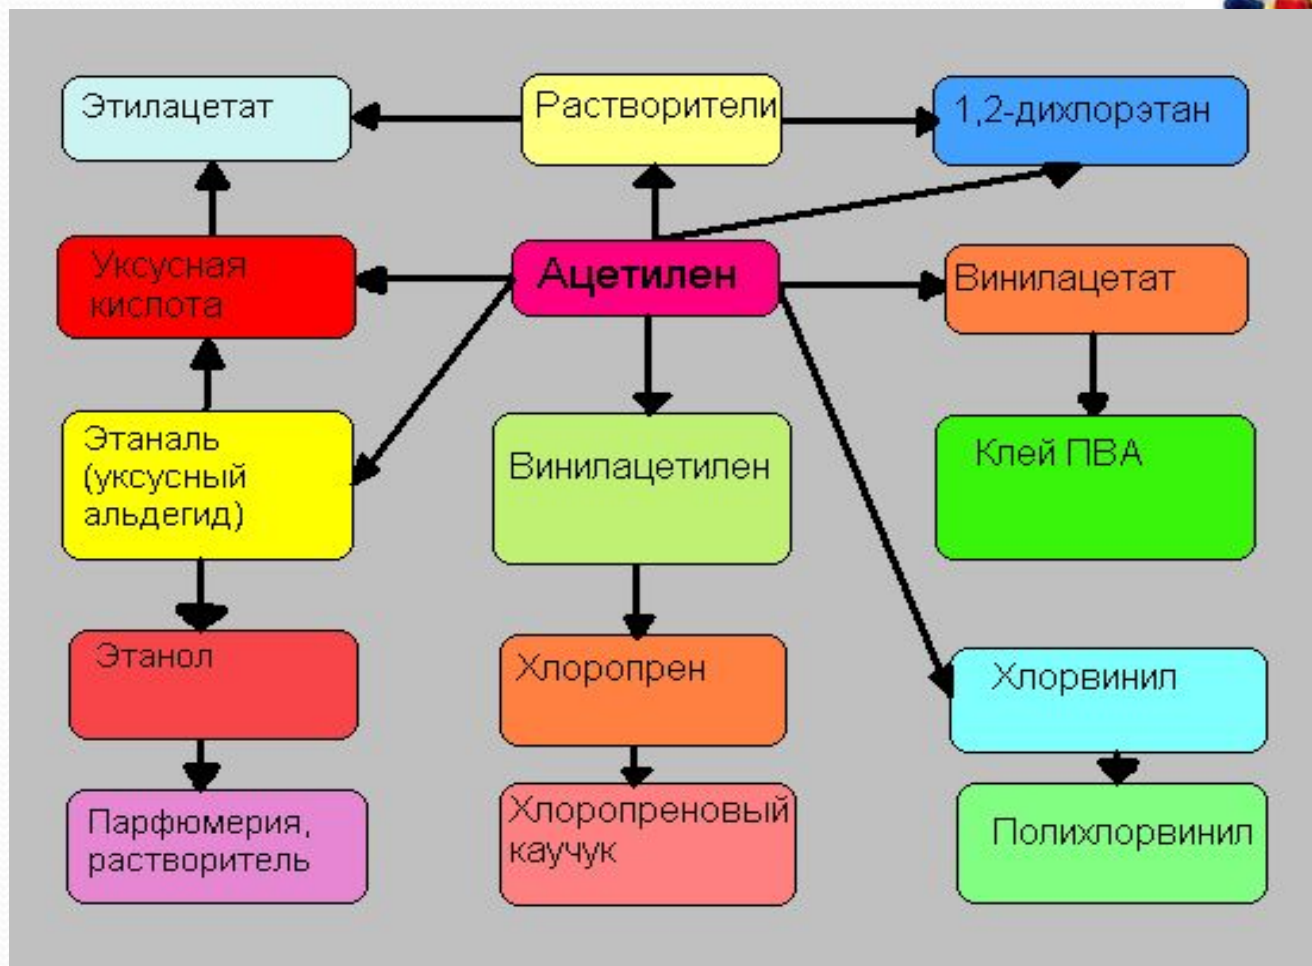 Этилацетат
Растворители
1,2-дихлорэтан
Уксусная
кислота
Ацетилен
Винилацетат
Этаналь
(уксусный
альдегид)
Винилацетилен
Клей ПВА
Этанол
Хлоропрен
Хлорвинил
Парфюмерия,
растворитель
Хлоропреновый
каучук
Полихлорвинил